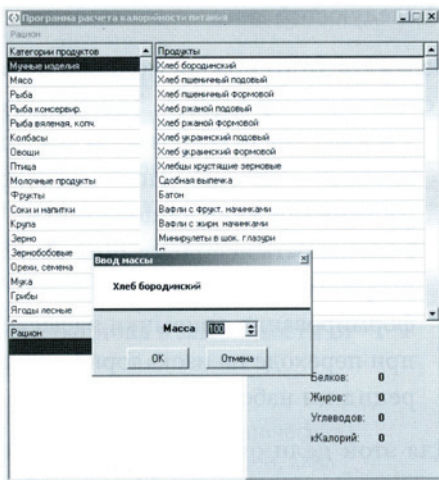 Программа расчета калорийности питания
Рацион
Категории продуктов
Продукты
Мучные изделия
Мясо
Рыба
Рыба консервир.
Рыба вяленая, копч.
Колбасы
Овощи
Птица
Молочные продукты
Фрукты
Соки и напитки
Крупа
Зерно
Зернобобовые
Орехи, семена
Мука
Грибы
Ягоды лесные
Хлеб бородинский
Хлеб пшеничный подовый
Хлеб пшеничный формовой
Хлеб ржаной подовый
Хлеб ржаной формовой
Хлеб украинский подовый
Хлеб украинский формовой
Хлебцы хрустящие зерновые
Сдобная выпечка
Батон
Вафли с фрукт. начинками
Вафли с жирн. начинками
Минирулеты в шок. глазури
Ввод массы
Хлеб бородинский
Масса 100
OK Отмена
Рацион
Белков: 0
Жиров: 0
Углеводов: 0
кКалорий: 0